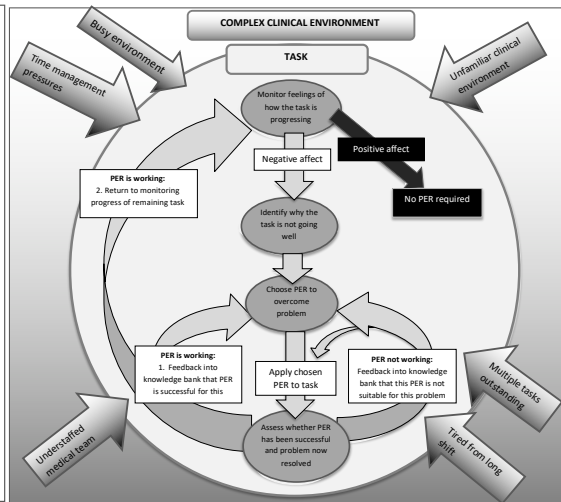 COMPLEX CLINICAL ENVIRONMENT
TASK
Busy environment
Time management
pressures
Unfamiliar clinical
environment
Monitor feelings of
how the task is
progressing
Negative affect
Positive affect
No PER required
PER is working:
2. Return to monitoring
progress of remaining task
Identify why the
task is not going
well
Choose PER to
overcome
problem
PER is working:
1. Feedback into
knowledge bank that PER
is successful for this
Apply chosen
PER to task
PER not working:
Feedback into knowledge
bank that this PER is not
suitable for this problem
Assess whether PER
has been successful
and problem now
resolved
Understaffed
medical team
Multiple tasks
outstanding
Tired from long
shift